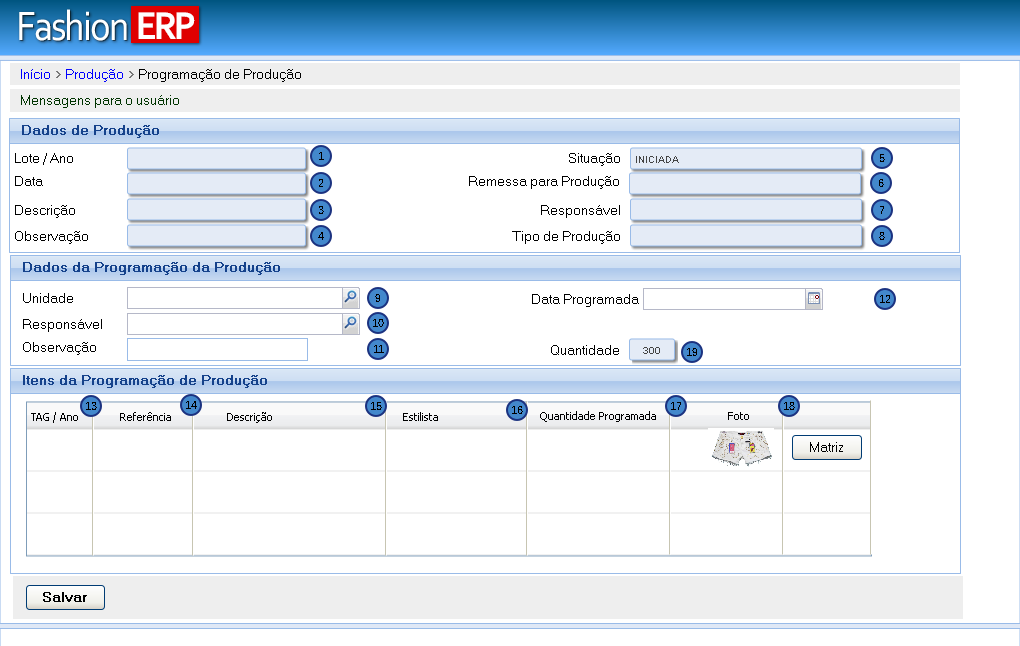 Fashion ERP
Início > Produção > Programação de Produção
Mensagens para o usuário
Dados de Produção
Lote / Ano 1 Situação INICIADA 5
Data 2 Remessa para Produção 6
Descrição 3 Responsável 7
Observação 4 Tipo de Produção 8
Dados da Programação da Produção
Unidade 9 Data Programada 12
Responsável 10
Observação 11 Quantidade 300 19
Itens da Programação de Produção
TAG / Ano 13 Referência 14 Descrição 15 Estilista 16 Quantidade Programada 17 Foto 18
Matriz
Salvar